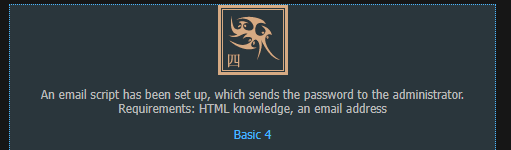 四
An email script has been set up, which sends the password to the administrator.
Requirements: HTML knowledge, an email address
Basic 4